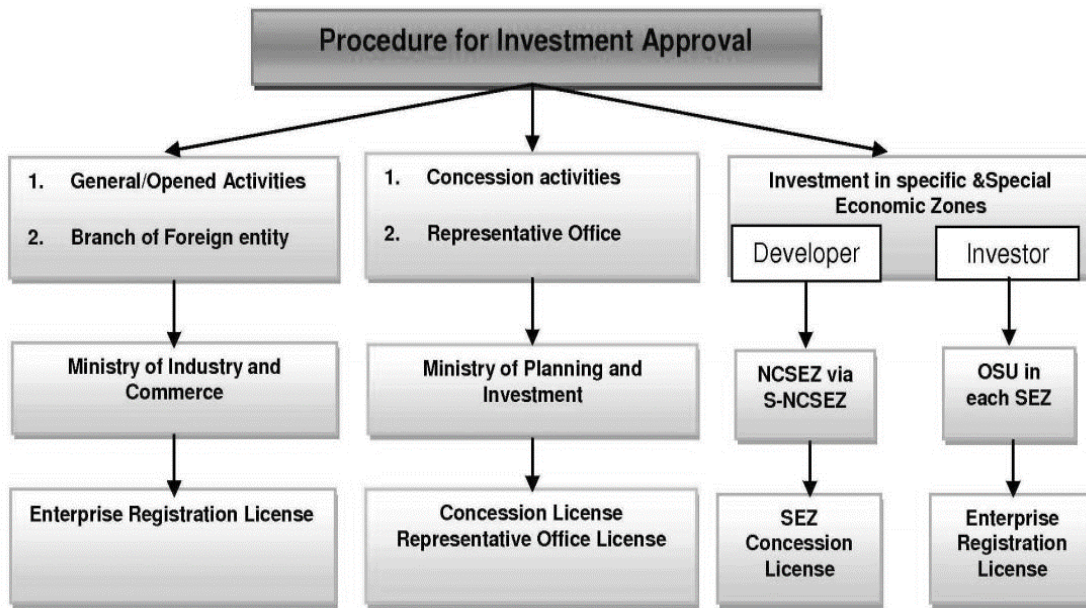 Procedure for Investment Approval
1. General/Opened Activities
2. Branch of Foreign entity
1. Concession activities
2. Representative Office
Investment in specific &Special
Economic Zones
Developer
Investor
Ministry of Industry and
Commerce
Ministry of Planning and
Investment
NCSEZ via
S-NCSEZ
OSU in
each SEZ
Enterprise Registration License
Concession License
Representative Office License
SEZ
Concession
License
Enterprise
Registration
License